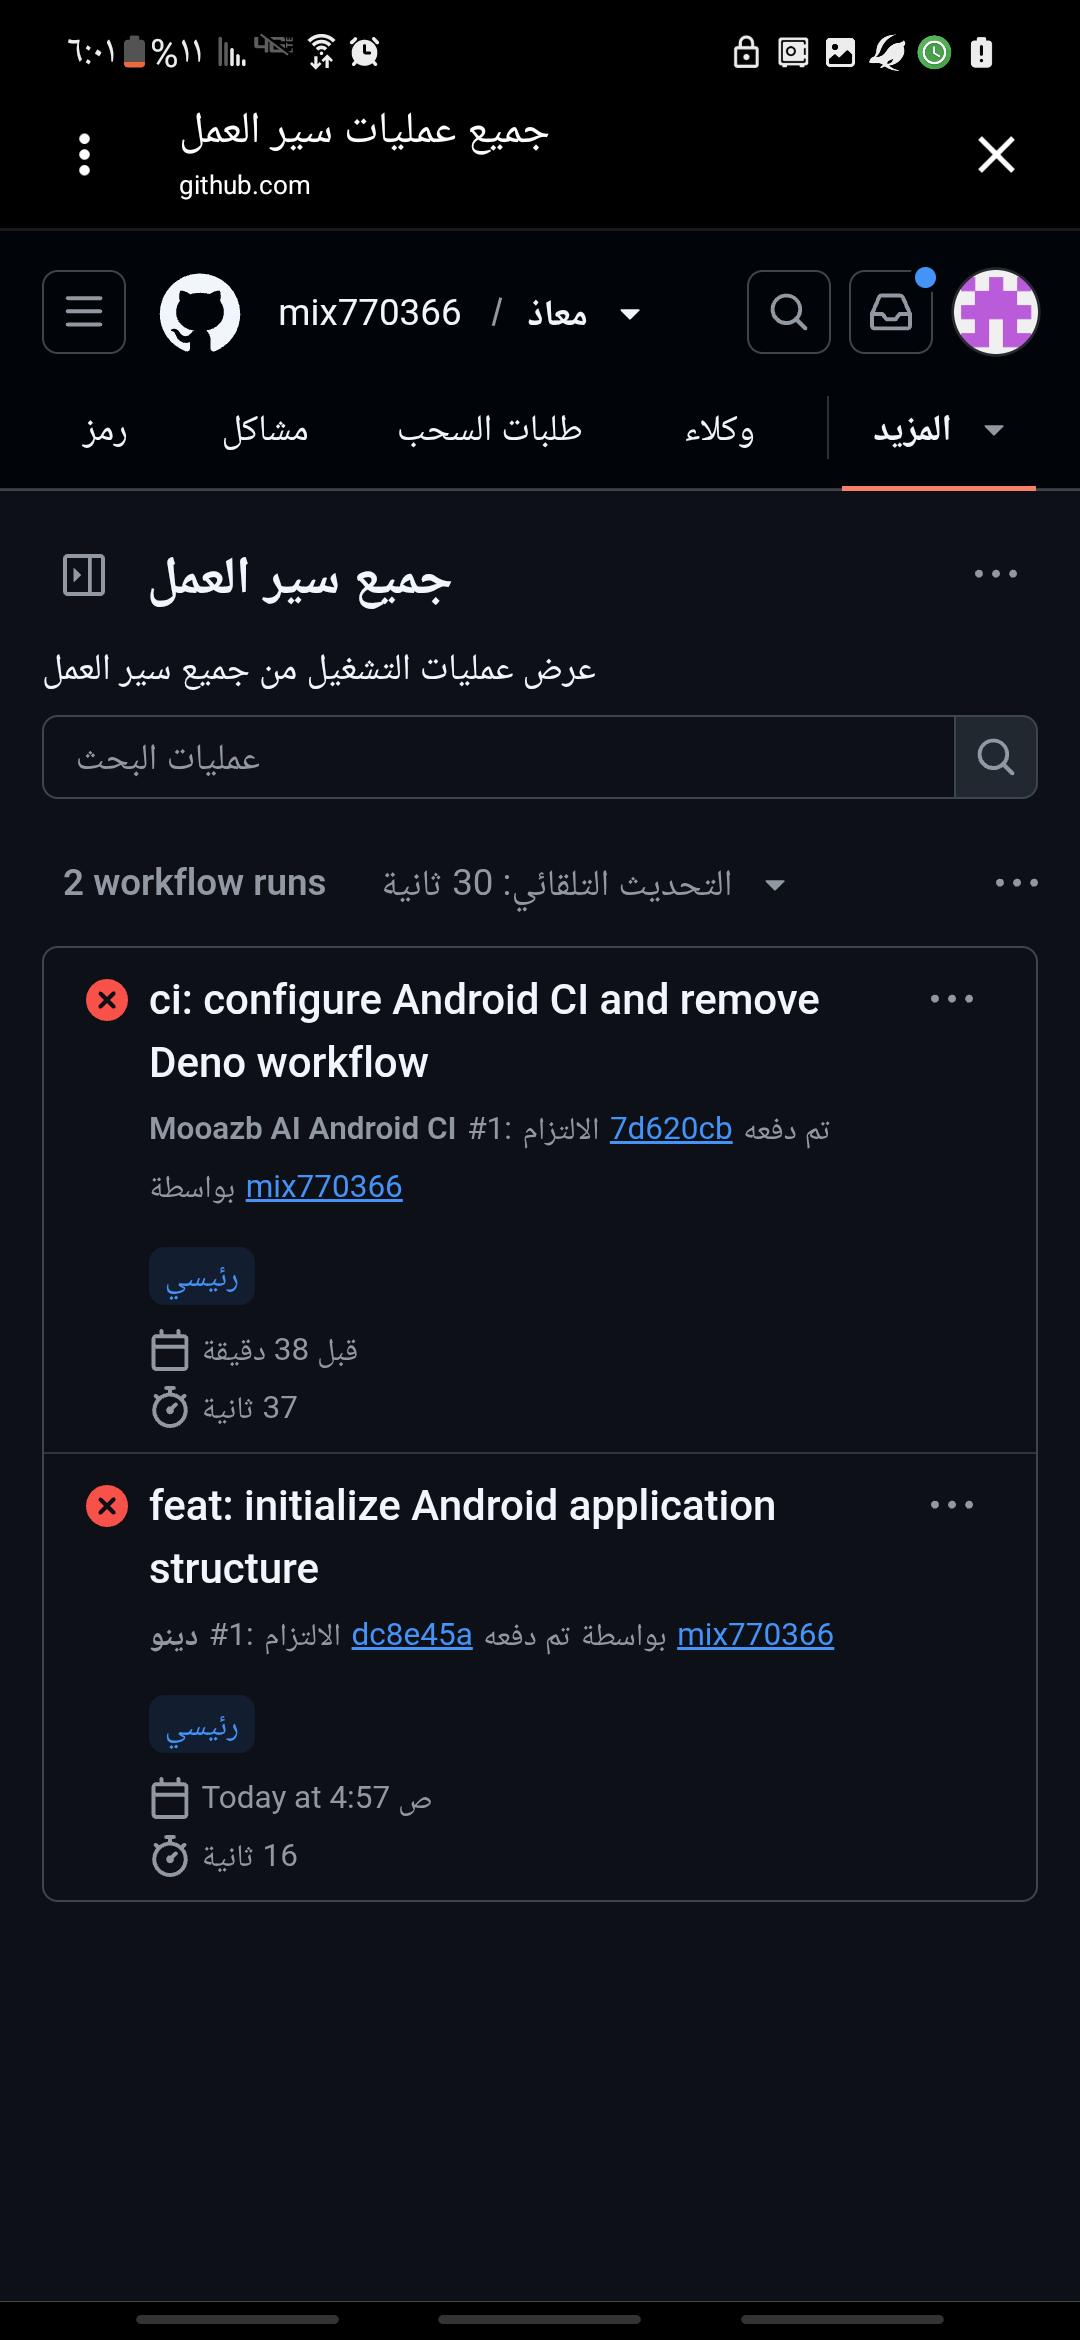 ٦:٠١ %١١ 4G LTE
جميع عمليات سير العمل
github.com
mix770366 / معاذ
رمز مشاكل طلبات السحب وكلاء المزيد
جميع سير العمل
عرض عمليات التشغيل من جميع سير العمل
عمليات البحث
2 workflow runs التحديث التلقائي: 30 ثانية
ci: configure Android CI and remove
Deno workflow
Mooazb AI Android CI #1: الالتزام 7d620cb تم دفعه
بواسطة mix770366
رئيسي
قبل 38 دقيقة
37 ثانية
feat: initialize Android application
structure
دينو #1: الالتزام dc8e45a تم دفعه بواسطة mix770366
رئيسي
Today at 4:57 ص
16 ثانية